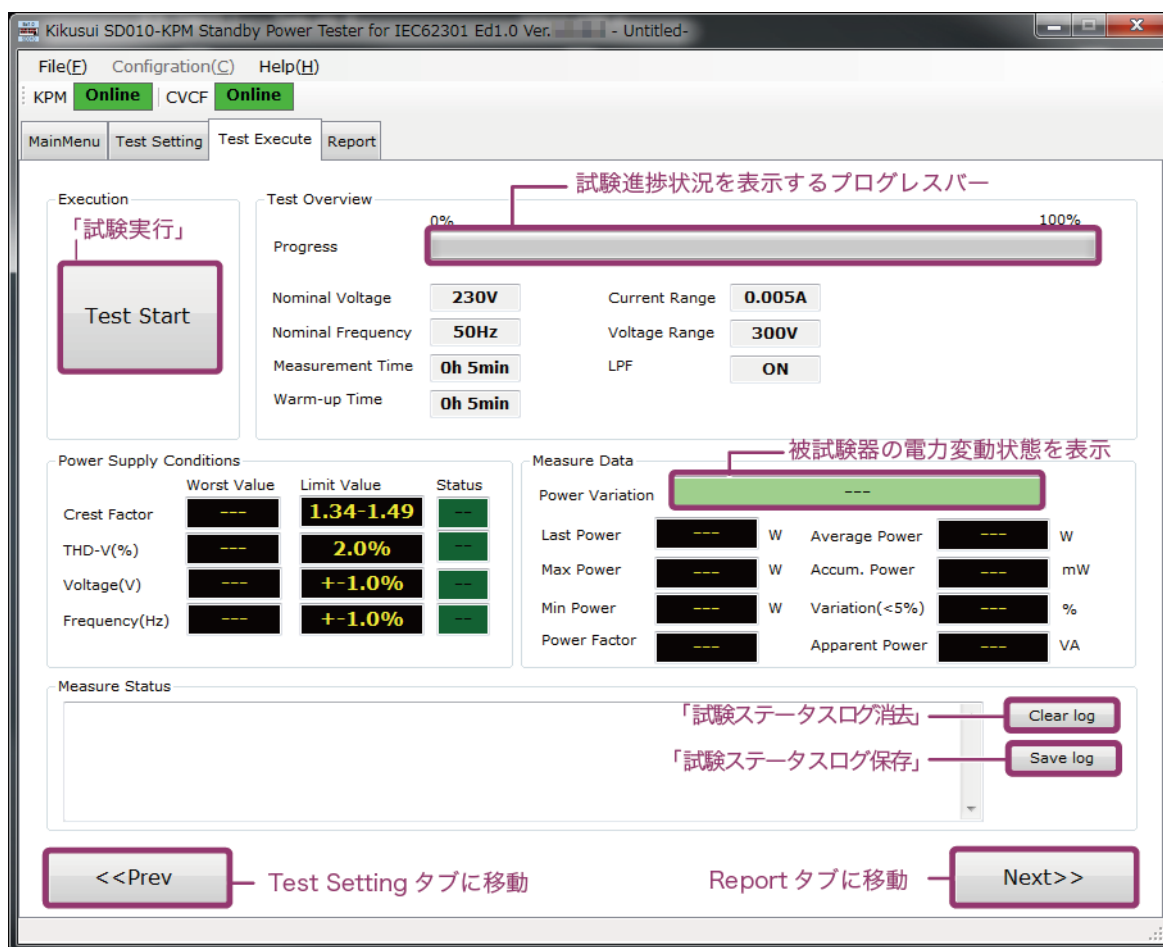 Kikusui SD010-KPM Standby Power Tester for IEC62301 Ed1.0 Ver. - Untitled-
File(F) Configration(C) Help(H)
KPM Online CVCF Online
MainMenu Test Setting Test Execute Report
試験進捗状況を表示するプログレスバー
Execution
Test Overview
「試験実行」
0% 100%
Progress
Test Start
Nominal Voltage 230V Current Range 0.005A
Nominal Frequency 50Hz Voltage Range 300V
Measurement Time 0h 5min LPF ON
Warm-up Time 0h 5min
被試験器の電力変動状態を表示
Power Supply Conditions
Worst Value Limit Value Status
Crest Factor --- 1.34-1.49 --
THD-V(%) --- 2.0% --
Voltage(V) --- +-1.0% --
Frequency(Hz) --- +-1.0% --
Measure Data
Power Variation ---
Last Power --- W Average Power --- W
Max Power --- W Accum. Power --- mW
Min Power --- W Variation(<5%) --- %
Power Factor --- Apparent Power --- VA
Measure Status
「試験ステータスログ消去」 Clear log
「試験ステータスログ保存」 Save log
<<Prev Test Setting タブに移動 Report タブに移動 Next>>